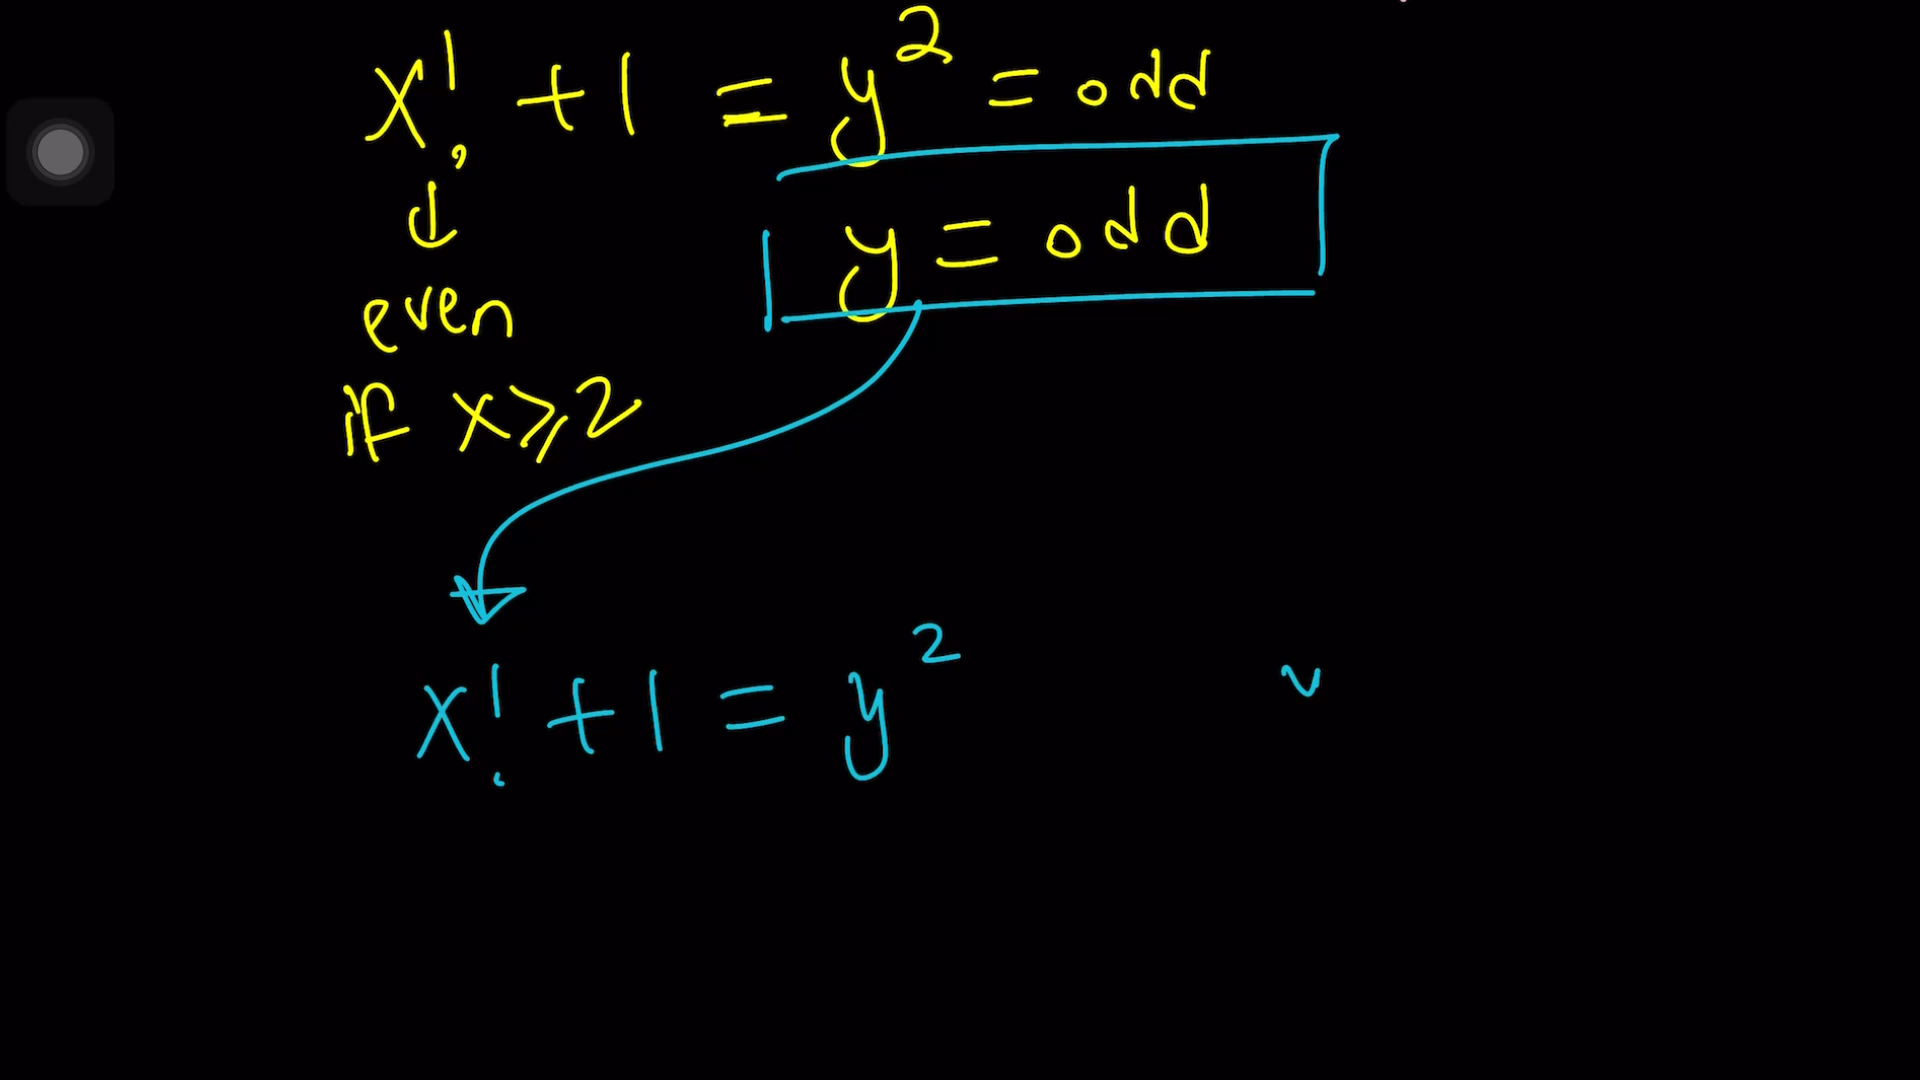 x! + 1 = y² = odd
↓
y = odd
even
if x ⩾ 2
x! + 1 = y²